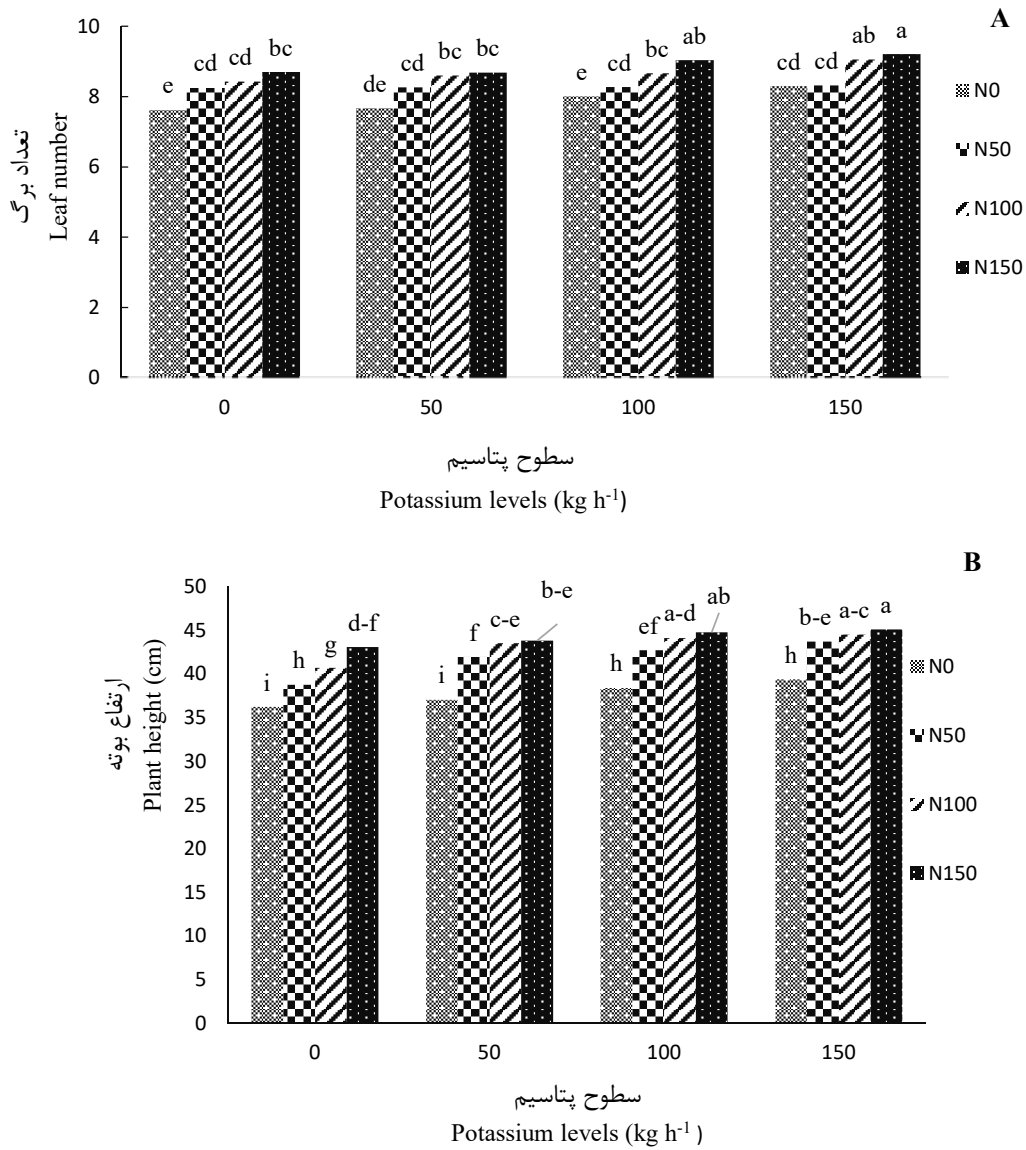 A
10
8
6
4
2
0
تعداد برگ
Leaf number
e cd cd bc
de cd bc bc
e cd bc ab
cd cd ab a
N0
N50
N100
N150
0 50 100 150
سطوح پتاسیم
Potassium levels (kg h-1)
B
50
45
40
35
30
25
20
15
10
5
0
ارتفاع بوته
Plant height (cm)
i h g d-f
i f c-e b-e
h ef a-d ab
h b-e a-c a
N0
N50
N100
N150
0 50 100 150
سطوح پتاسیم
Potassium levels (kg h-1 )